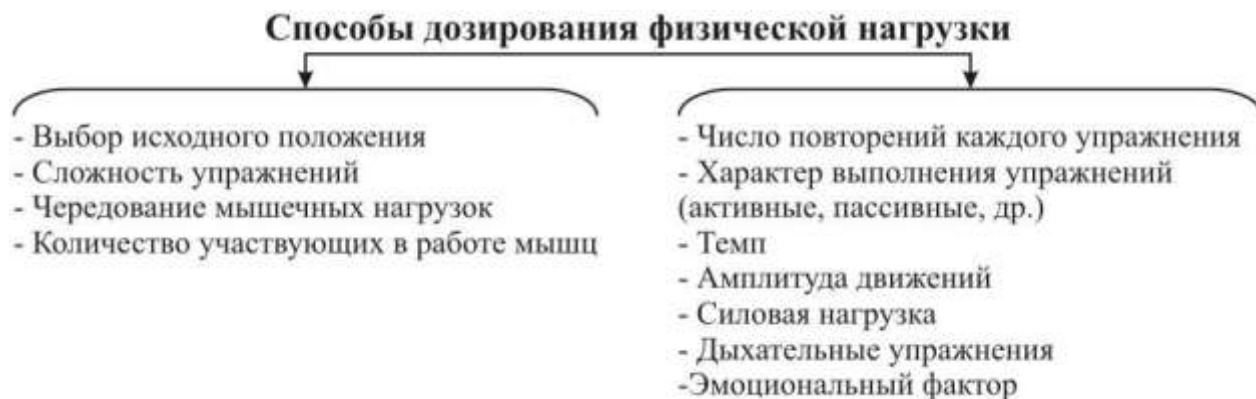 Способы дозирования физической нагрузки
- Выбор исходного положения
- Сложность упражнений
- Чередование мышечных нагрузок
- Количество участвующих в работе мышц
- Число повторений каждого упражнения
- Характер выполнения упражнений
(активные, пассивные, др.)
- Темп
- Амплитуда движений
- Силовая нагрузка
- Дыхательные упражнения
-Эмоциональный фактор